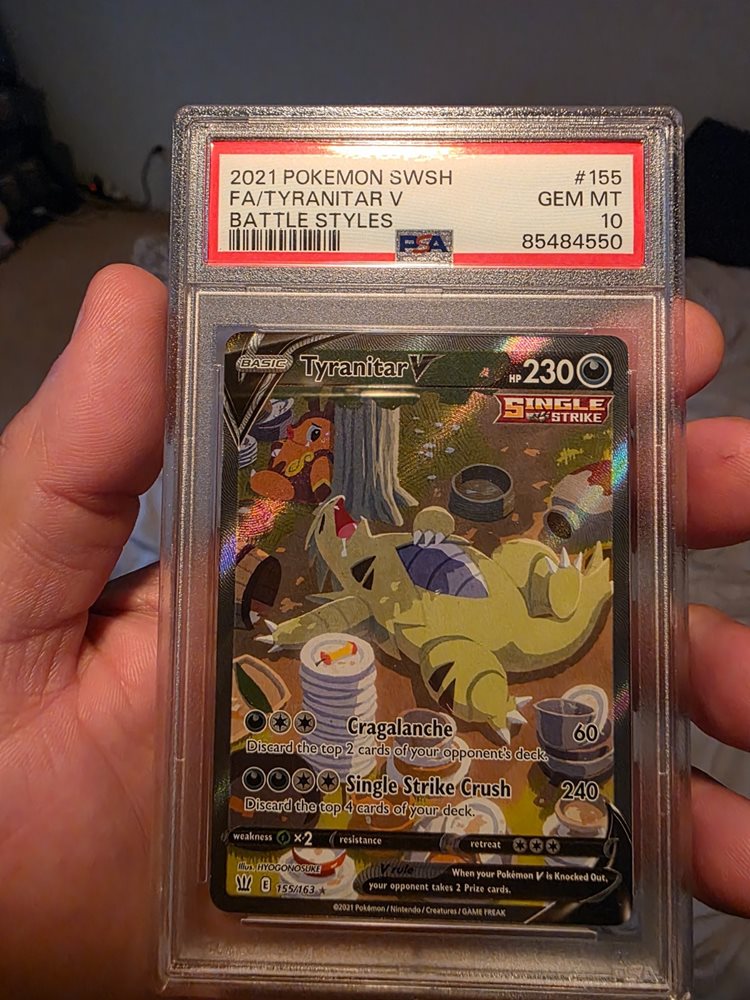 2021 POKEMON SWSH #155
FA/TYRANITAR V GEM MT
BATTLE STYLES 10
PSA 85484550
BASIC Tyranitar V HP 230
SINGLE STRIKE
Cragalanche 60
Discard the top 2 cards of your opponent's deck.
Single Strike Crush 240
Discard the top 4 cards of your deck.
weakness ×2 resistance retreat
Illus. HYOGONOSUKE
V rule When your Pokémon V is Knocked Out,
your opponent takes 2 Prize cards.
E 155/163
©2021 Pokémon / Nintendo / Creatures / GAME FREAK